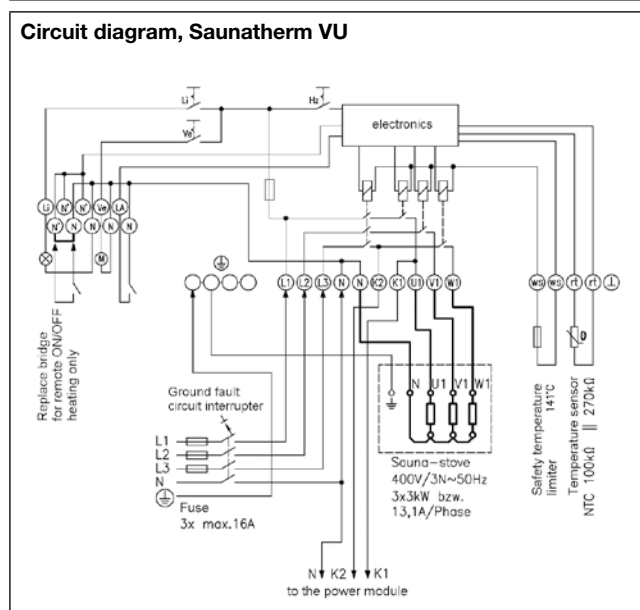 Circuit diagram, Saunatherm VU
Li
Hz
Ve
electronics
Li N' N' Ve LA
N' N N N N
M
L1 L2 L3 N N K2 K1 U1 V1 W1
ws ws rt rt
Replace bridge
for remote ON/OFF
heating only
Ground fault
circuit interrupter
L1
L2
L3
N
Fuse
3x max.16A
N U1 V1 W1
Sauna-stove
400V/3N~50Hz
3x3kW bzw.
13,1A/Phase
Safety temperature
limiter 141°C
Temperature sensor
NTC 100kΩ || 270kΩ
N K2 K1
to the power module